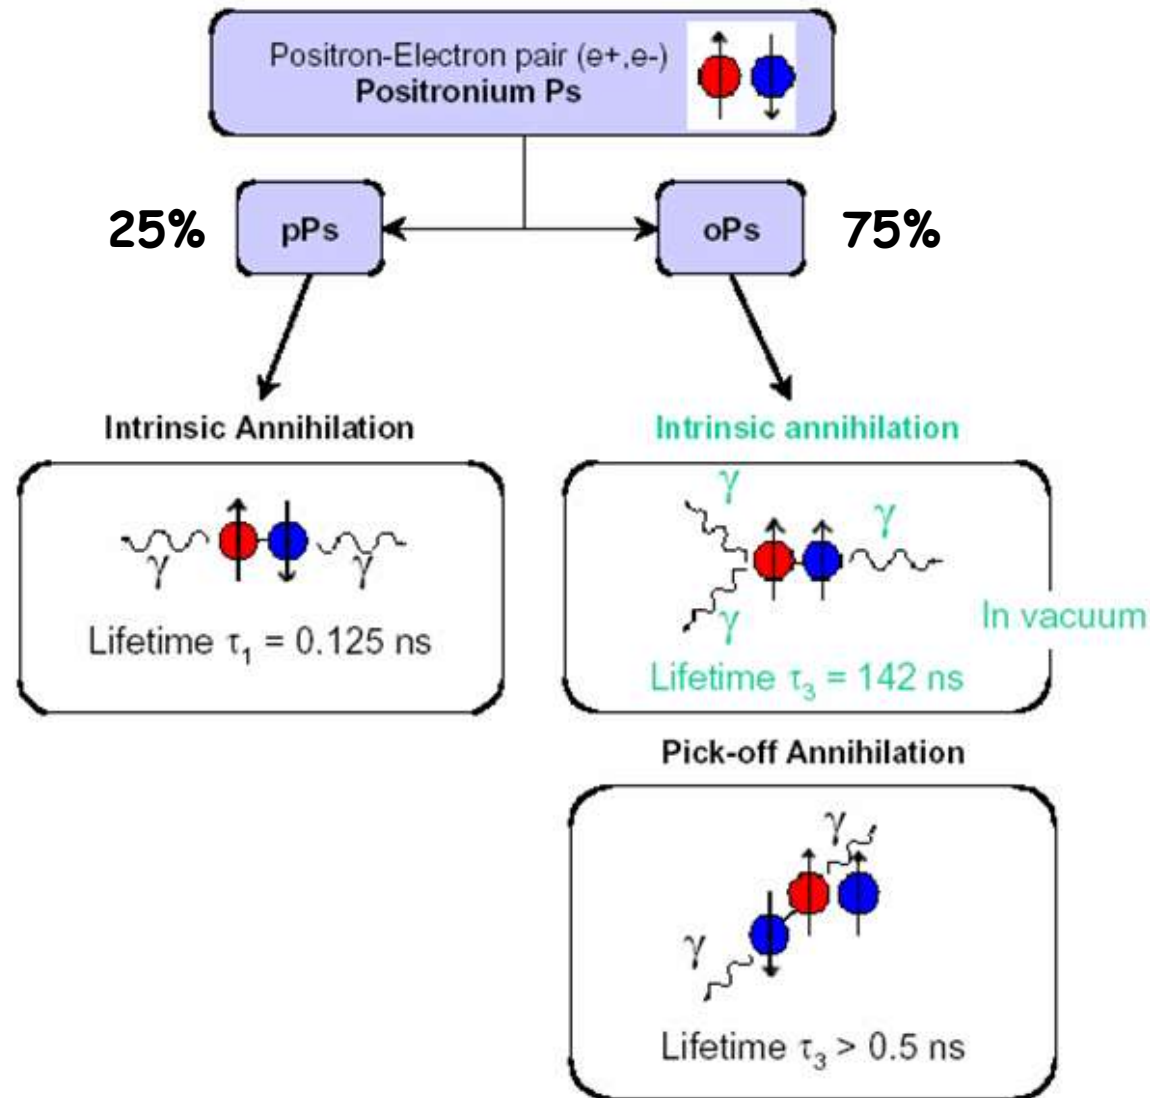 Positron-Electron pair (e+,e-)
Positronium Ps
25%
pPs
oPs
75%
Intrinsic Annihilation
γ
γ
Lifetime τ₁ = 0.125 ns
Intrinsic annihilation
γ
γ
γ
In vacuum
Lifetime τ₃ = 142 ns
Pick-off Annihilation
γ
γ
Lifetime τ₃ > 0.5 ns